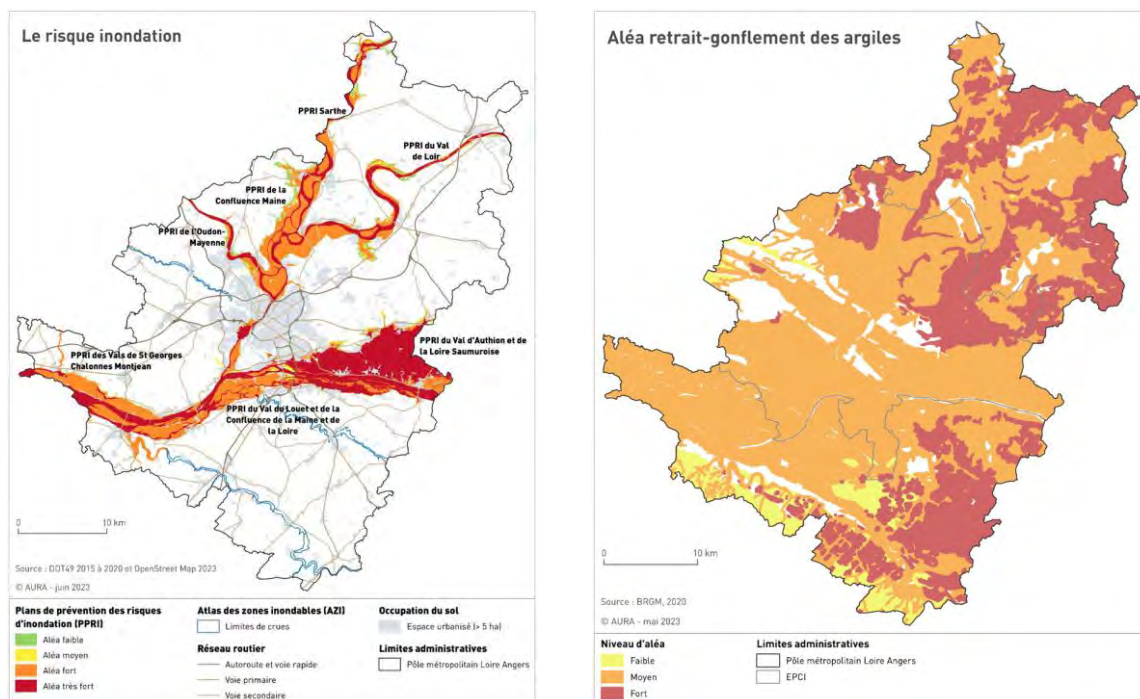 Le risque inondation
PPRI Sarthe
PPRI du Val
de Loir
PPRI de la
Confluence Maine
PPRI de l'Oudon-
Mayenne
PPRI du Val d'Authion et de
la Loire Saumuroise
PPRI des Vals de St Georges
Chalonnes Montjean
PPRI du Val du Louet et de la
Confluence de la Maine et de
la Loire
0 10 km
Source : DDT49 2015 à 2020 et OpenStreet Map 2023
© AURA - juin 2023
Plans de prévention des risques
d'inondation (PPRI)
Aléa faible
Aléa moyen
Aléa fort
Aléa très fort
Atlas des zones inondables (AZI)
Limites de crues
Réseau routier
Autoroute et voie rapide
Voie primaire
Voie secondaire
Occupation du sol
Espace urbanisé (> 5 ha)
Limites administratives
Pôle métropolitain Loire Angers
Aléa retrait-gonflement des argiles
0 10 km
Source : BRGM, 2020
© AURA - mai 2023
Niveau d'aléa
Faible
Moyen
Fort
Limites administratives
Pôle métropolitain Loire Angers
EPCI